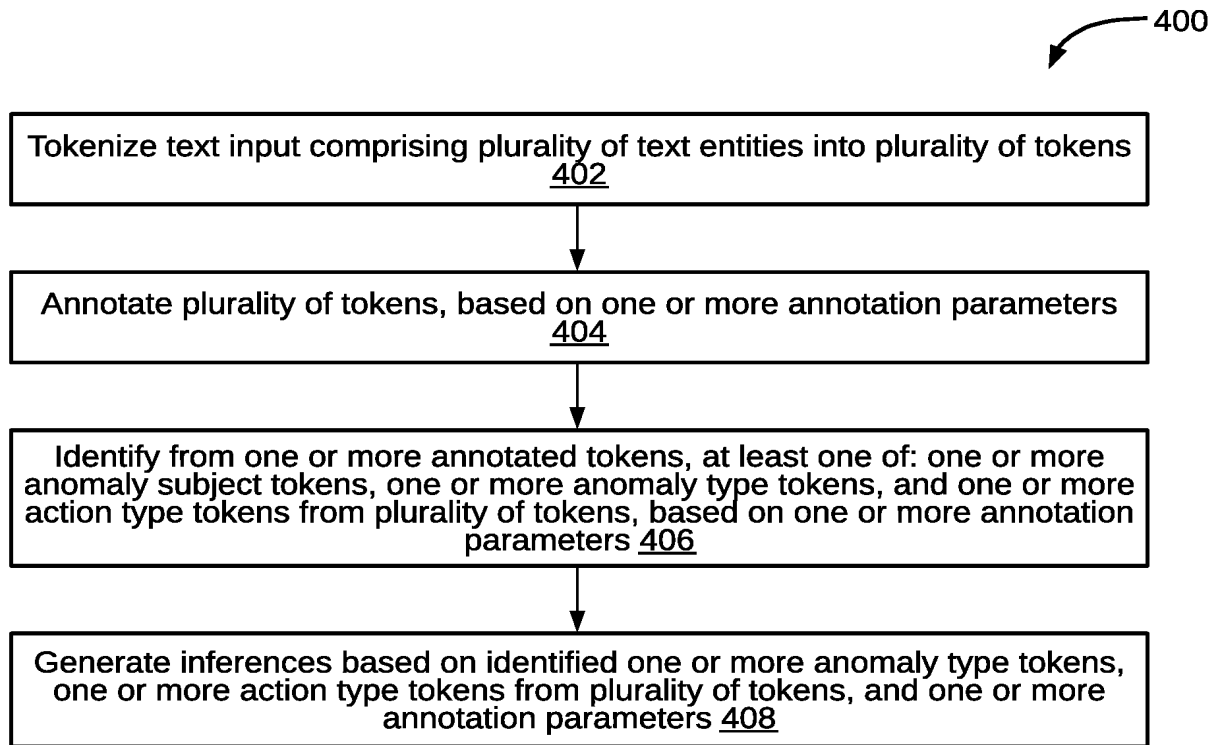 400
Tokenize text input comprising plurality of text entities into plurality of tokens
402
Annotate plurality of tokens, based on one or more annotation parameters
404
Identify from one or more annotated tokens, at least one of: one or more
anomaly subject tokens, one or more anomaly type tokens, and one or more
action type tokens from plurality of tokens, based on one or more annotation
parameters 406
Generate inferences based on identified one or more anomaly type tokens,
one or more action type tokens from plurality of tokens, and one or more
annotation parameters 408